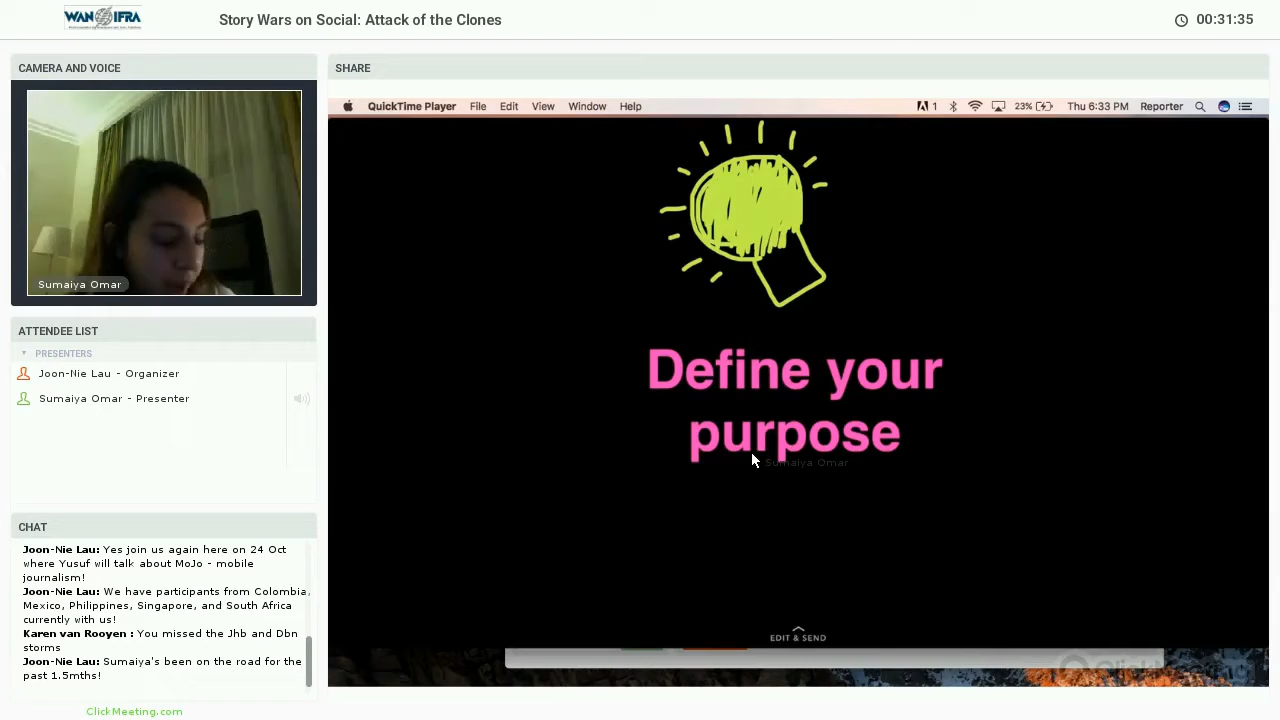 WAN IFRA
Story Wars on Social: Attack of the Clones
00:31:35
CAMERA AND VOICE
Sumaiya Omar
ATTENDEE LIST
PRESENTERS
Joon-Nie Lau - Organizer
Sumaiya Omar - Presenter
CHAT
Joon-Nie Lau: Yes join us again here on 24 Oct
where Yusuf will talk about MoJo - mobile
journalism!
Joon-Nie Lau: We have participants from Colombia,
Mexico, Philippines, Singapore, and South Africa
currently with us!
Karen van Rooyen : You missed the Jhb and Dbn
storms
Joon-Nie Lau: Sumaiya's been on the road for the
past 1.5mths!
ClickMeeting.com
SHARE
QuickTime Player File Edit View Window Help 1 23% Thu 6:33 PM Reporter
Define your
purpose
Sumaiya Omar
EDIT & SEND
ClickMeeting